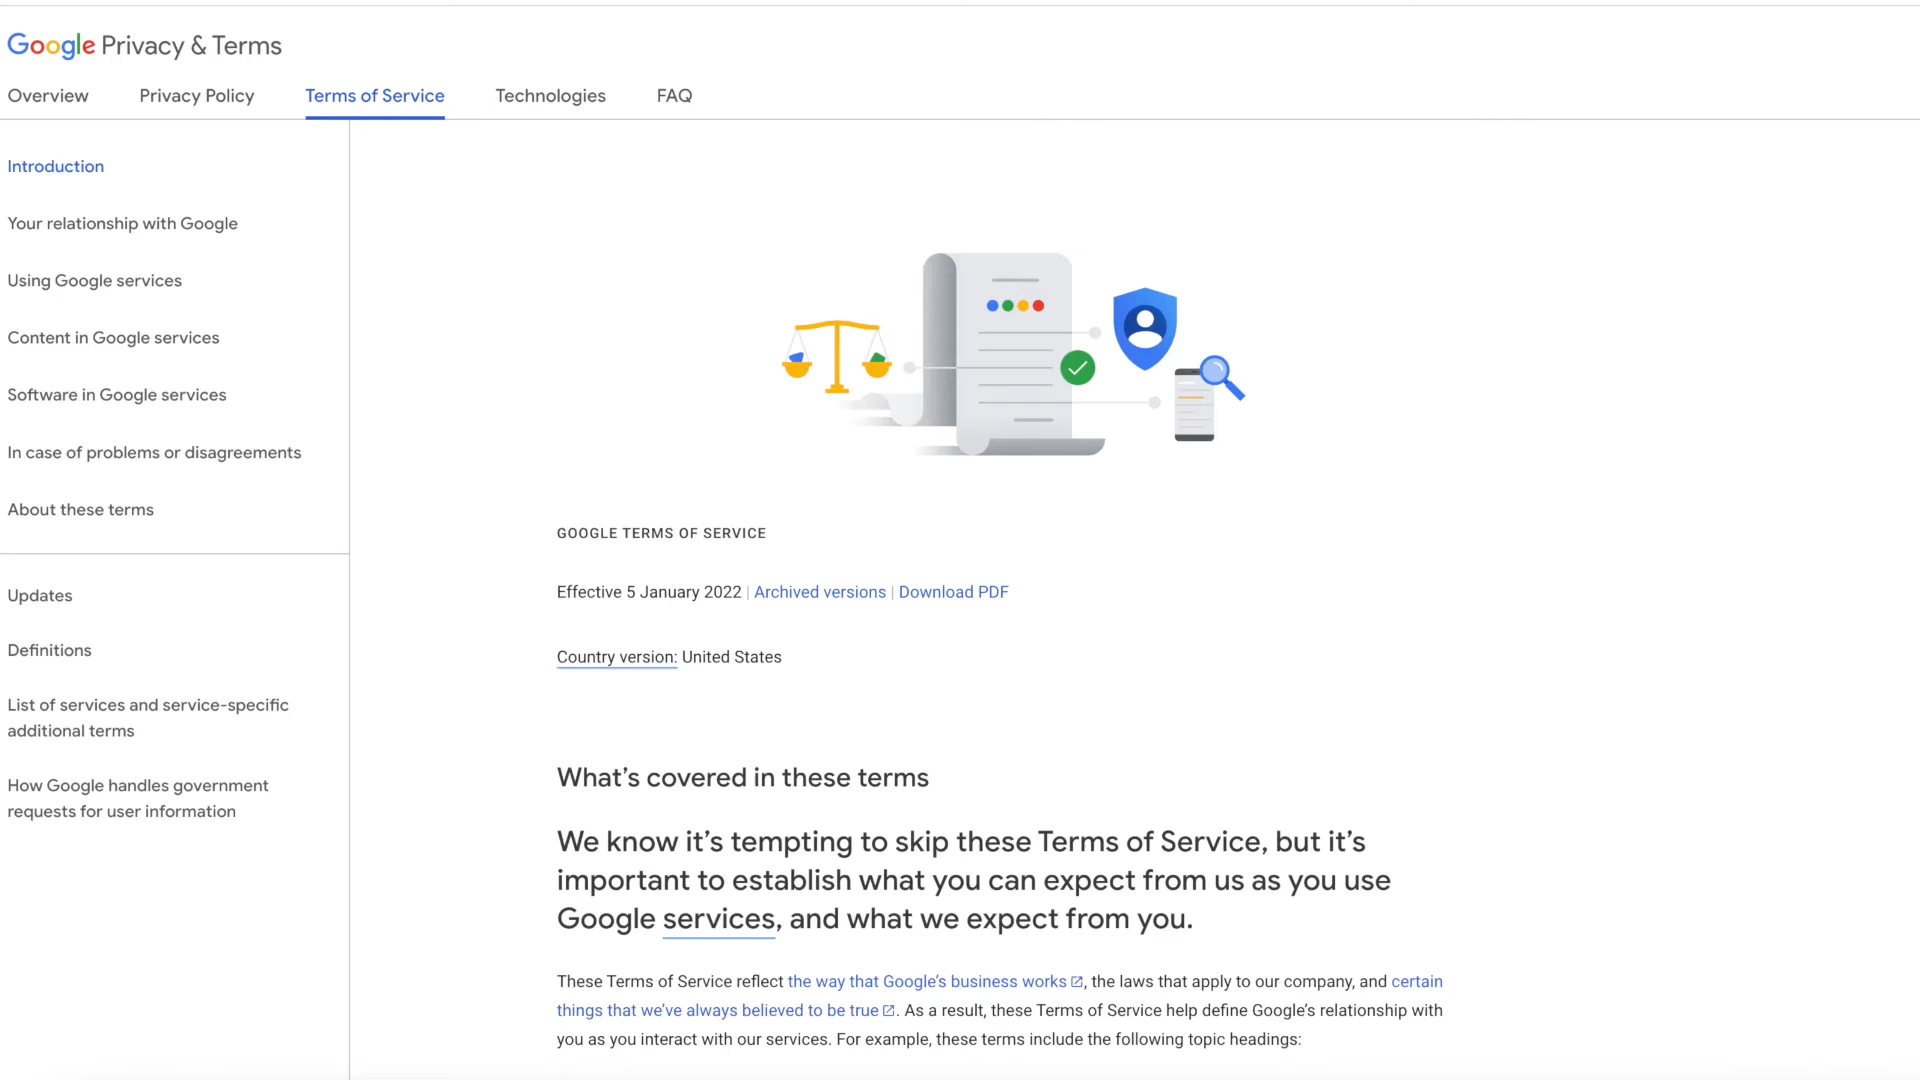 Google Privacy & Terms
Overview
Privacy Policy
Terms of Service
Technologies
FAQ
Introduction
Your relationship with Google
Using Google services
Content in Google services
Software in Google services
In case of problems or disagreements
About these terms
Updates
Definitions
List of services and service-specific
additional terms
How Google handles government
requests for user information
GOOGLE TERMS OF SERVICE
Effective 5 January 2022 | Archived versions | Download PDF
Country version: United States
What’s covered in these terms
We know it’s tempting to skip these Terms of Service, but it’s
important to establish what you can expect from us as you use
Google services, and what we expect from you.
These Terms of Service reflect the way that Google’s business works, the laws that apply to our company, and certain
things that we’ve always believed to be true. As a result, these Terms of Service help define Google’s relationship with
you as you interact with our services. For example, these terms include the following topic headings: